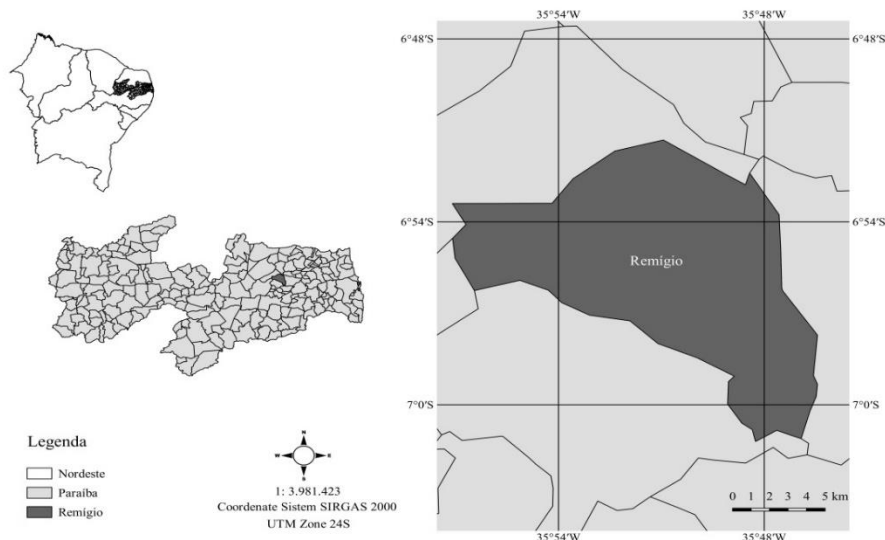 35°54'W
35°48'W
6°48'S
6°48'S
6°54'S
6°54'S
Remígio
7°0'S
7°0'S
Legenda
Nordeste
Paraíba
Remígio
N
W
E
S
1: 3.981.423
Coordenate Sistem SIRGAS 2000
UTM Zone 24S
0 1 2 3 4 5 km
35°54'W
35°48'W